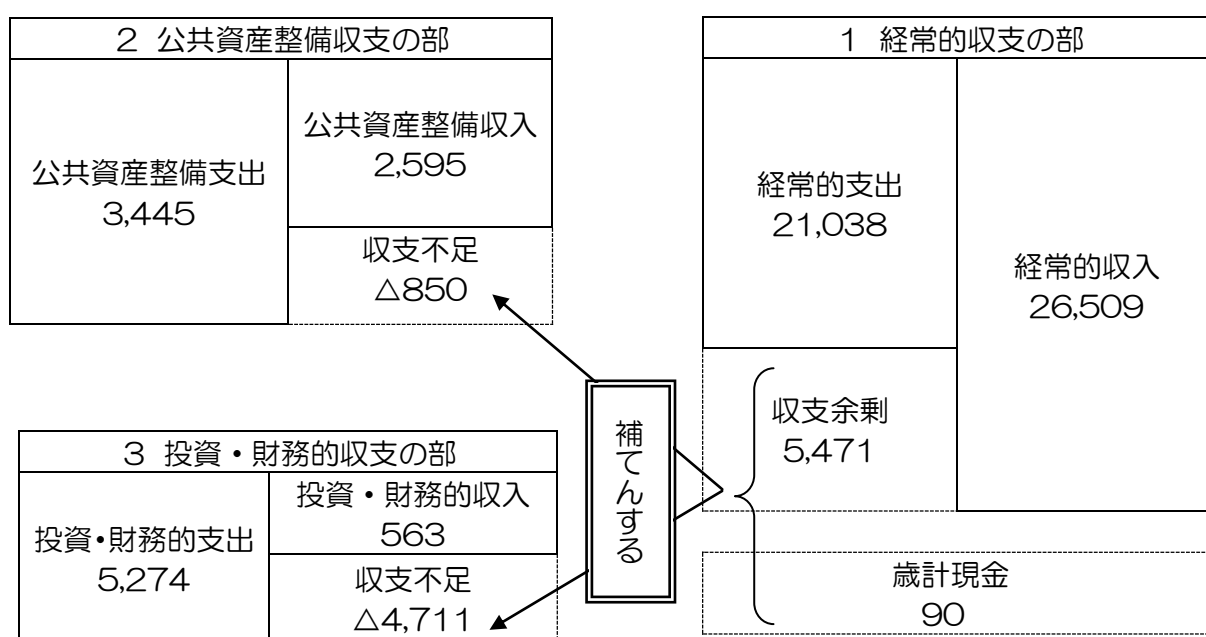 2 公共資産整備収支の部
公共資産整備支出
3,445
公共資産整備収入
2,595
収支不足
△850
1 経常的収支の部
経常的支出
21,038
経常的収入
26,509
収支余剰
5,471
補てんする
3 投資・財務的収支の部
投資・財務的支出
5,274
投資・財務的収入
563
収支不足
△4,711
歳計現金
90